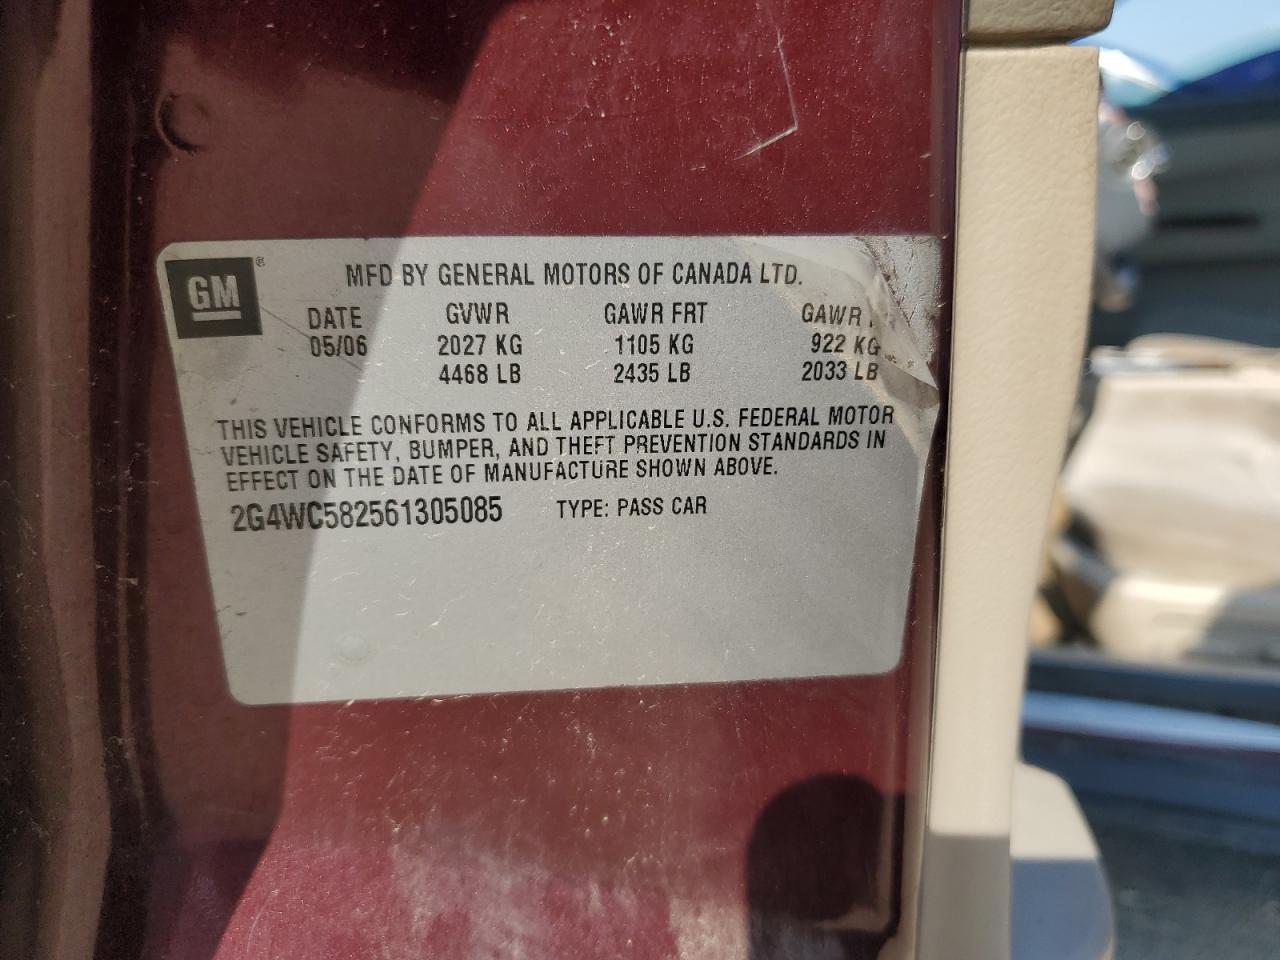 GM®
MFD BY GENERAL MOTORS OF CANADA LTD.
DATE GVWR GAWR FRT GAWR
05/06 2027 KG 1105 KG 922 KG
4468 LB 2435 LB 2033 LB
THIS VEHICLE CONFORMS TO ALL APPLICABLE U.S. FEDERAL MOTOR
VEHICLE SAFETY, BUMPER, AND THEFT PREVENTION STANDARDS IN
EFFECT ON THE DATE OF MANUFACTURE SHOWN ABOVE.
2G4WC582561305085 TYPE: PASS CAR